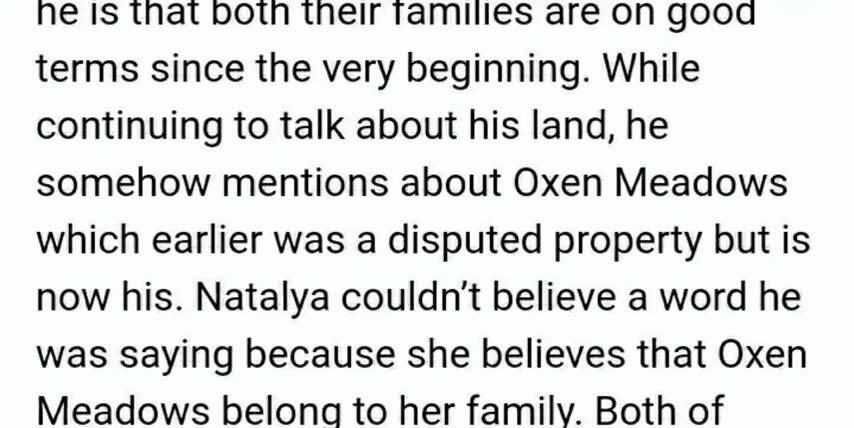 he is that both their families are on good
terms since the very beginning. While
continuing to talk about his land, he
somehow mentions about Oxen Meadows
which earlier was a disputed property but is
now his. Natalya couldn’t believe a word he
was saying because she believes that Oxen
Meadows belong to her family. Both of